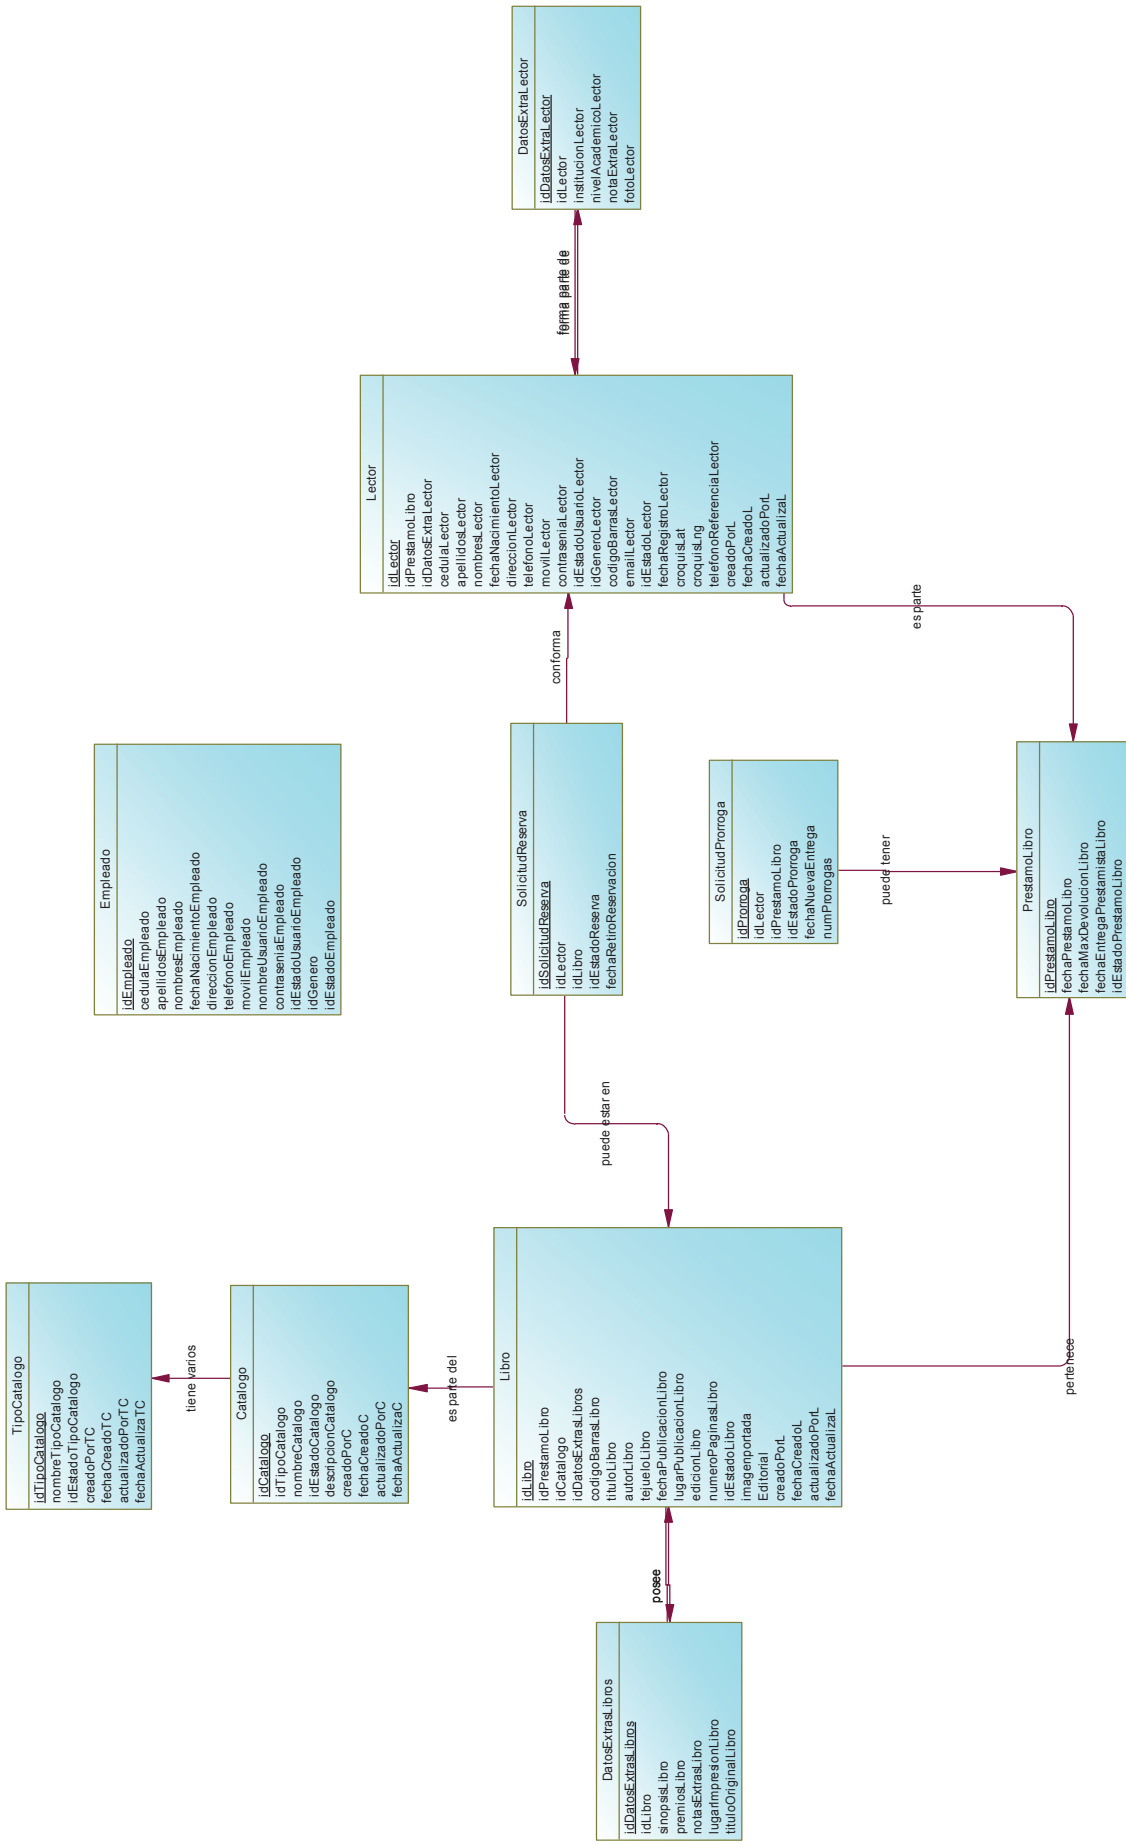 TipoCatalogo
idTipoCatalogo
nombreTipoCatalogo
idEstadoTipoCatalogo
creadoPorTC
fechaCreadoTC
actualizadoPorTC
fechaActualizaTC
tiene varios
Catalogo
idCatalogo
idTipoCatalogo
nombreCatalogo
idEstadoCatalogo
descripcionCatalogo
creadoPorC
fechaCreadoC
actualizadoPorC
fechaActualizaC
es parte del
Empleado
idEmpleado
cedulaEmpleado
apellidosEmpleado
nombresEmpleado
fechaNacimientoEmpleado
direccionEmpleado
telefonoEmpleado
movilEmpleado
nombreUsuarioEmpleado
contraseniaEmpleado
idEstadoUsuarioEmpleado
idGenero
idEstadoEmpleado
DatosExtrasLibros
idDatosExtrasLibros
idLibro
sinopsisLibro
premiosLibro
notasExtrasLibro
lugarImpresionLibro
tituloOriginalLibro
posee
Libro
idLibro
idPrestamoLibro
idCatalogo
idDatosExtrasLibros
codigoBarrasLibro
tituloLibro
autorLibro
tejueloLibro
fechaPublicacionLibro
lugarPublicacionLibro
edicionLibro
numeroPaginasLibro
idEstadoLibro
imagenportada
Editorial
creadoPorL
fechaCreadoL
actualizadoPorL
fechaActualizaL
puede estar en
SolicitudReserva
idSolicitudReserva
idLector
idLibro
idEstadoReserva
fechaRetiroReservacion
conforma
Lector
idLector
idPrestamoLibro
idDatosExtraLector
cedulaLector
apellidosLector
nombresLector
fechaNacimientoLector
direccionLector
telefonoLector
movilLector
contraseniaLector
idEstadoUsuarioLector
idGeneroLector
codigoBarrasLector
emailLector
idEstadoLector
fechaRegistroLector
croquisLat
croquisLng
telefonoReferenciaLector
creadoPorL
fechaCreadoL
actualizadoPorL
fechaActualizaL
forma parte de
forma parte de
DatosExtraLector
idDatosExtraLector
idLector
institucionLector
nivelAcademicoLector
notaExtraLector
fotoLector
SolicitudProrroga
idProrroga
idLector
idPrestamoLibro
idEstadoProrroga
fechaNuevaEntrega
numProrrogas
puede tener
es parte
pertenece
PrestamoLibro
idPrestamoLibro
fechaPrestamoLibro
fechaMaxDevolucionLibro
fechaEntregaPrestamistaLibro
idEstadoPrestamoLibro